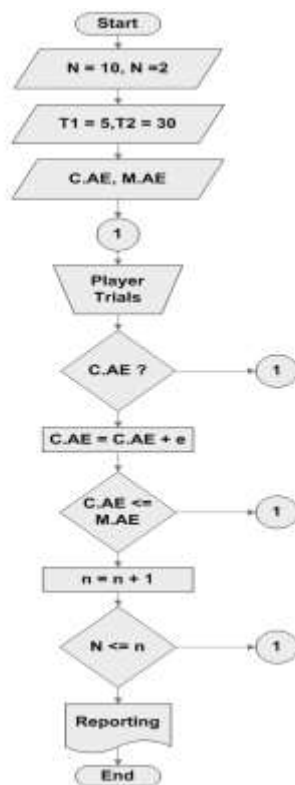 Start
N = 10, N =2
T1 = 5,T2 = 30
C.AE, M.AE
1
Player
Trials
C.AE ?
1
C.AE = C.AE + e
C.AE <=
M.AE
1
n = n + 1
N <= n
1
Reporting
End